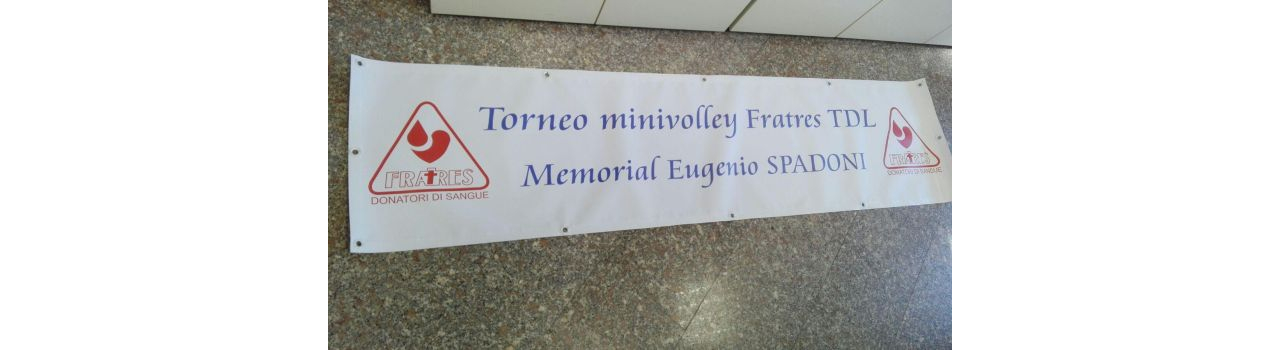 Torneo minivolley Fratres TDL
Memorial Eugenio SPADONI
FRATRES
DONATORI DI SANGUE
FRATRES
DONATORI DI SANGUE